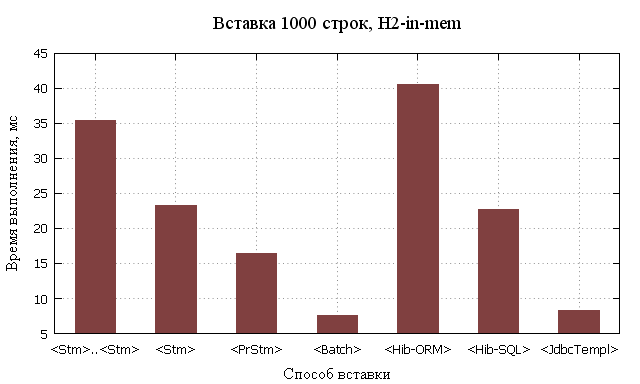 Вставка 1000 строк, H2-in-mem
Время выполнения, мс
45
40
35
30
25
20
15
10
5
<Stm>..<Stm> <Stm> <PrStm> <Batch> <Hib-ORM> <Hib-SQL> <JdbcTempl>
Способ вставки